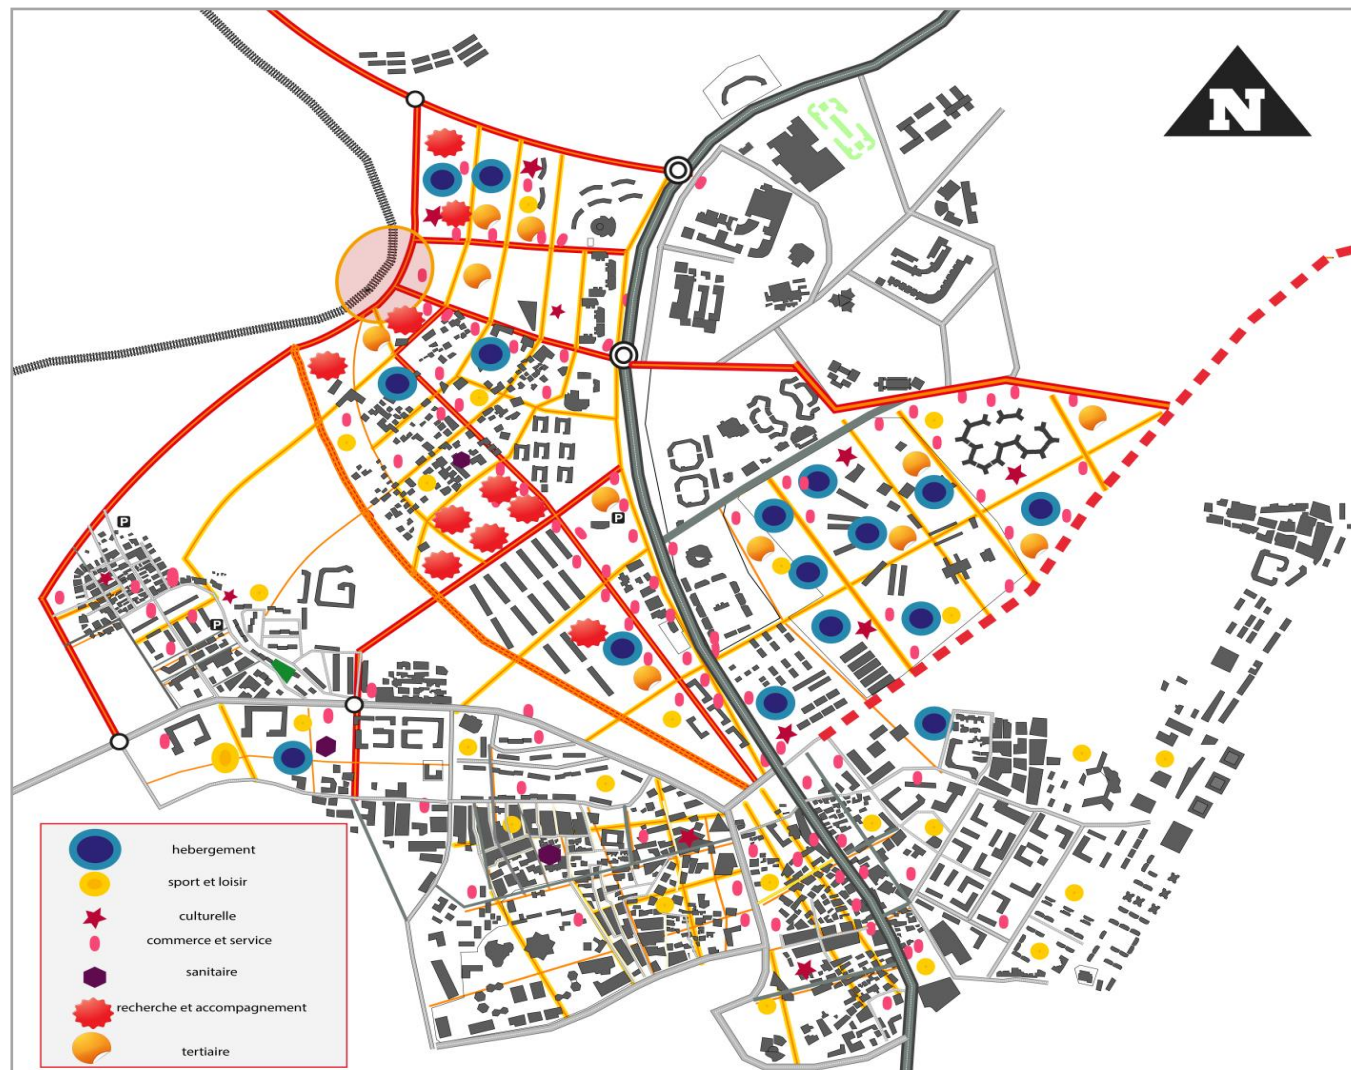 N
P
P
P
hebergement
sport et loisir
culturelle
commerce et service
sanitaire
recherche et accompagnement
tertiaire